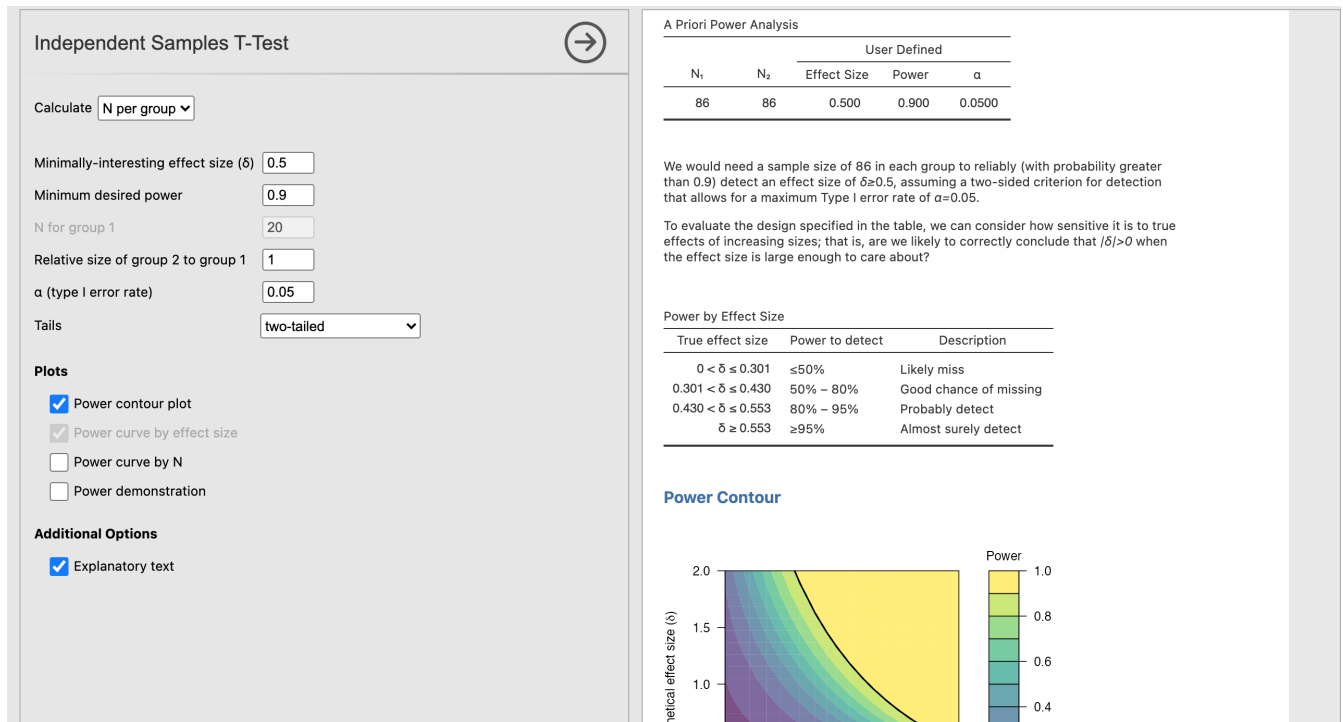 Independent Samples T-Test
Calculate N per group
Minimally-interesting effect size (δ) 0.5
Minimum desired power 0.9
N for group 1 20
Relative size of group 2 to group 1 1
α (type I error rate) 0.05
Tails two-tailed
Plots
Power contour plot
Power curve by effect size
Power curve by N
Power demonstration
Additional Options
Explanatory text
A Priori Power Analysis
User Defined
N₁ N₂ Effect Size Power α
86 86 0.500 0.900 0.0500
We would need a sample size of 86 in each group to reliably (with probability greater
than 0.9) detect an effect size of δ≥0.5, assuming a two-sided criterion for detection
that allows for a maximum Type I error rate of α=0.05.
To evaluate the design specified in the table, we can consider how sensitive it is to true
effects of increasing sizes; that is, are we likely to correctly conclude that |δ|>0 when
the effect size is large enough to care about?
Power by Effect Size
True effect size Power to detect Description
0 < δ ≤ 0.301 ≤50% Likely miss
0.301 < δ ≤ 0.430 50% – 80% Good chance of missing
0.430 < δ ≤ 0.553 80% – 95% Probably detect
δ ≥ 0.553 ≥95% Almost surely detect
Power Contour
Power
2.0
1.5
1.0
effect size (δ)
1.0
0.8
0.6
0.4